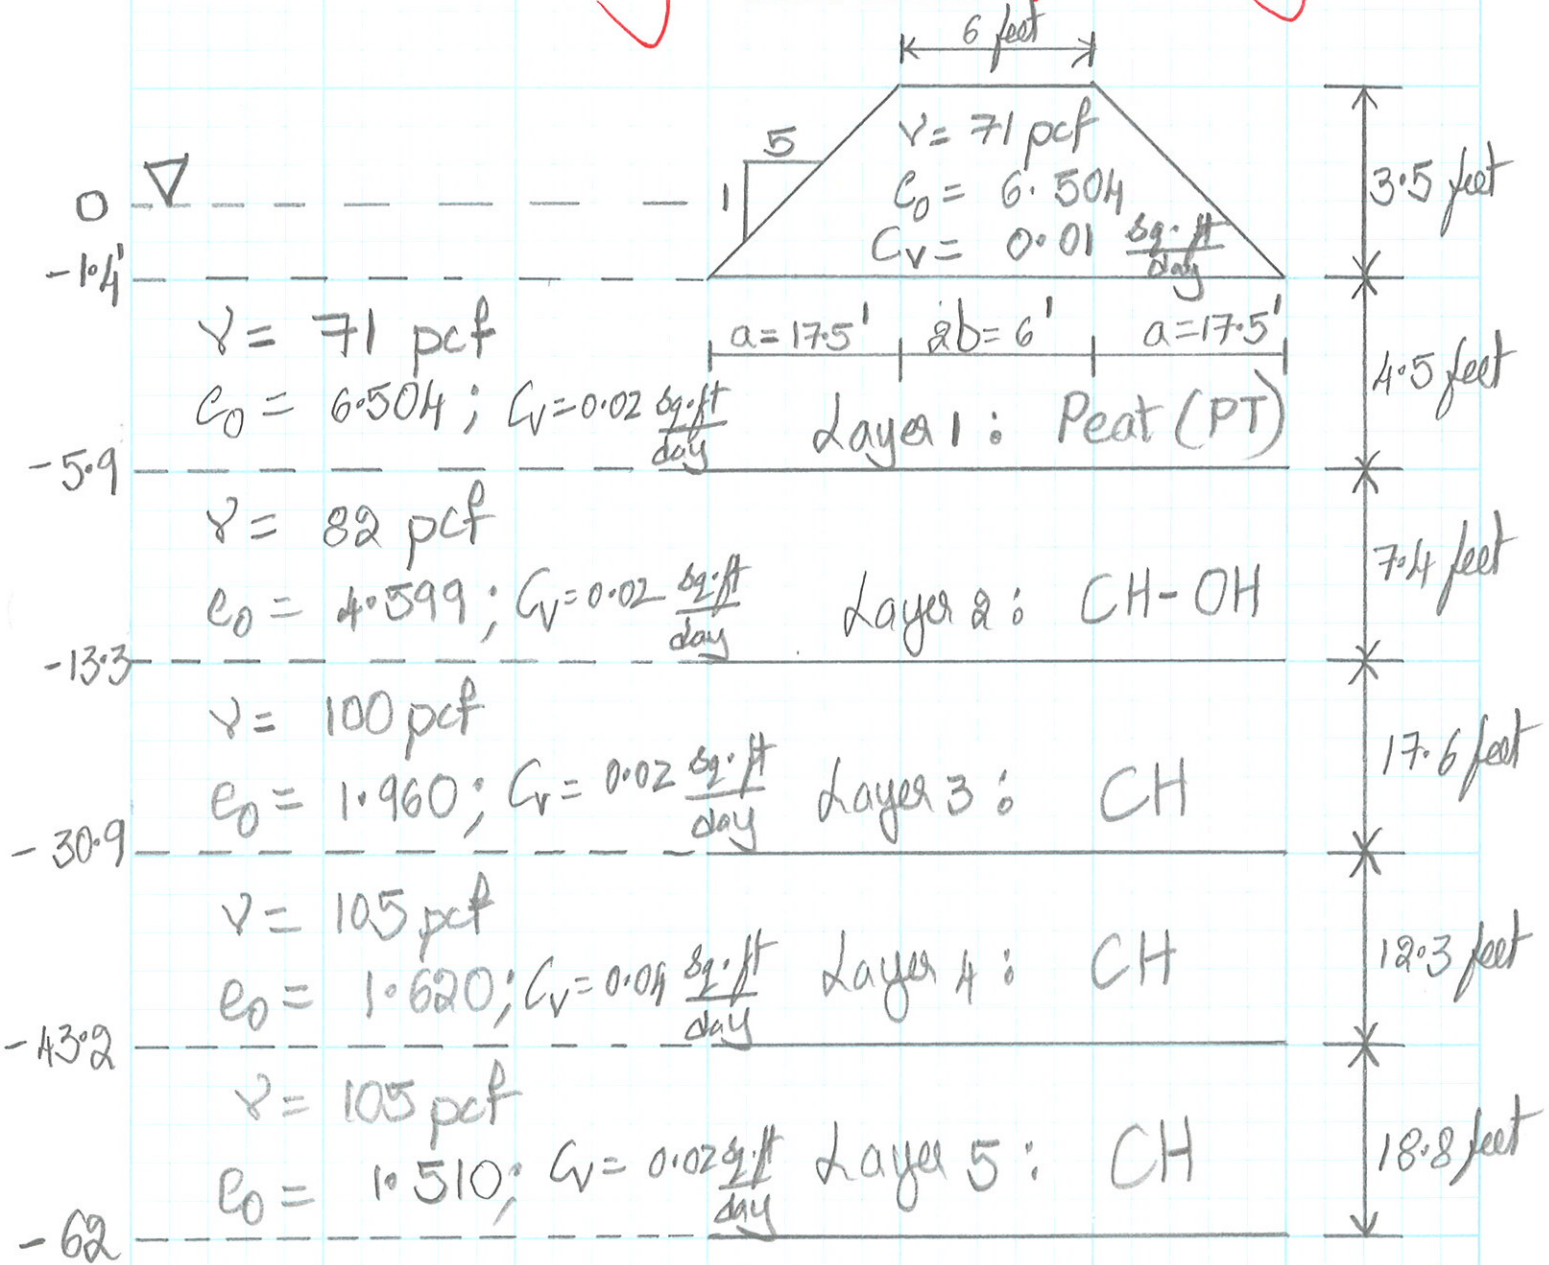 6 feet
γ= 71 pcf
5
1
0
e₀= 6.504
3.5 feet
Cv= 0.01 sq.ft/day
-1.4'
γ= 71 pcf
a=17.5' 2b=6' a=17.5'
4.5 feet
e₀= 6.504; Cv=0.02 sq.ft/day
Layer 1: Peat (PT)
-5.9
γ= 82 pcf
7.4 feet
e₀= 4.599; Cv=0.02 sq.ft/day
Layer 2: CH-OH
-13.3
γ= 100 pcf
17.6 feet
e₀= 1.960; Cv= 0.02 sq.ft/day
Layer 3: CH
-30.9
γ= 105 pcf
12.3 feet
e₀= 1.620; Cv=0.04 sq.ft/day
Layer 4: CH
-43.2
γ= 105 pcf
18.8 feet
e₀= 1.510; Cv= 0.02 sq.ft/day
Layer 5: CH
-62